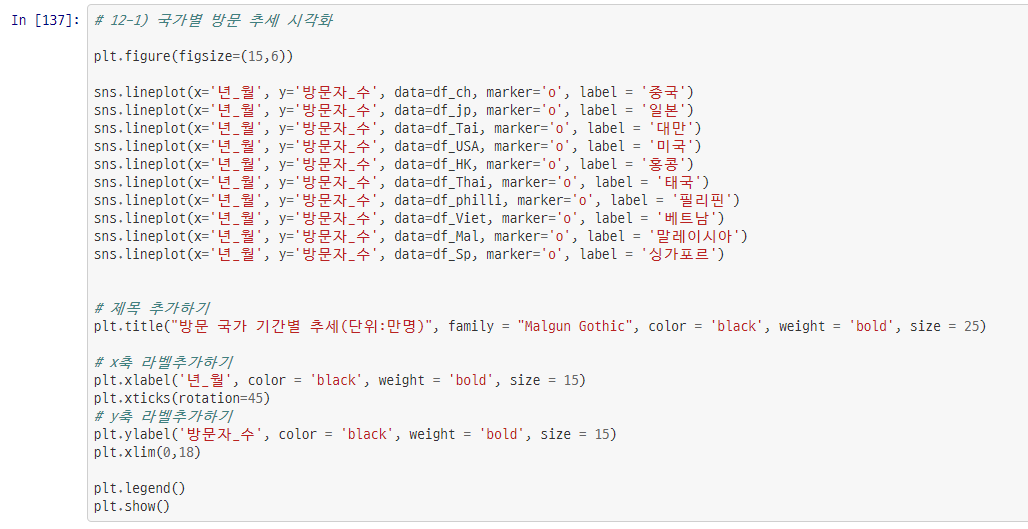 In [137]:
# 12-1) 국가별 방문 추세 시각화
plt.figure(figsize=(15,6))
sns.lineplot(x='년_월', y='방문자_수', data=df_ch, marker='o', label = '중국')
sns.lineplot(x='년_월', y='방문자_수', data=df_jp, marker='o', label = '일본')
sns.lineplot(x='년_월', y='방문자_수', data=df_Tai, marker='o', label = '대만')
sns.lineplot(x='년_월', y='방문자_수', data=df_USA, marker='o', label = '미국')
sns.lineplot(x='년_월', y='방문자_수', data=df_HK, marker='o', label = '홍콩')
sns.lineplot(x='년_월', y='방문자_수', data=df_Thai, marker='o', label = '태국')
sns.lineplot(x='년_월', y='방문자_수', data=df_philli, marker='o', label = '필리핀')
sns.lineplot(x='년_월', y='방문자_수', data=df_Viet, marker='o', label = '베트남')
sns.lineplot(x='년_월', y='방문자_수', data=df_Mal, marker='o', label = '말레이시아')
sns.lineplot(x='년_월', y='방문자_수', data=df_Sp, marker='o', label = '싱가포르')
# 제목 추가하기
plt.title("방문 국가 기간별 추세(단위:만명)", family = "Malgun Gothic", color = 'black', weight = 'bold', size = 25)
# x축 라벨추가하기
plt.xlabel('년_월', color = 'black', weight = 'bold', size = 15)
plt.xticks(rotation=45)
# y축 라벨추가하기
plt.ylabel('방문자_수', color = 'black', weight = 'bold', size = 15)
plt.xlim(0,18)
plt.legend()
plt.show()